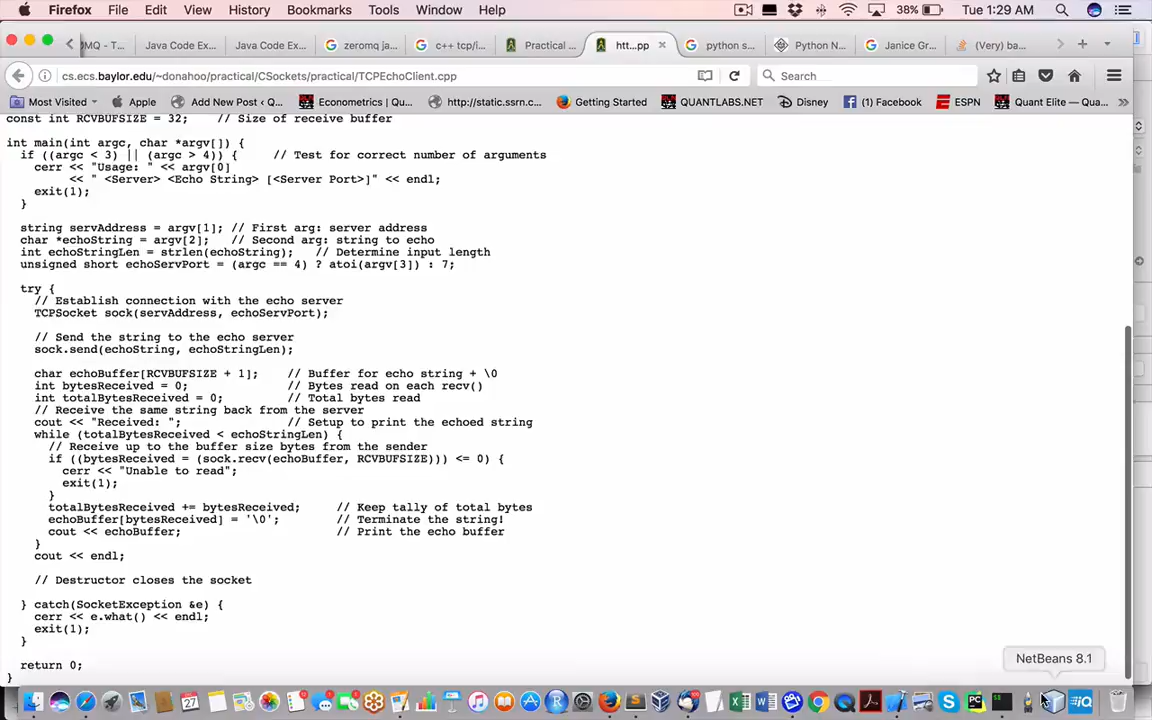 Firefox File Edit View History Bookmarks Tools Window Help 38% Tue 1:29 AM
MQ - T... Java Code Ex... Java Code Ex... zeromq ja... c++ tcp/i... Practical ... htt...pp python s... Python N... Janice Gr... (Very) ba...
cs.ecs.baylor.edu/~donahoo/practical/CSockets/practical/TCPEchoClient.cpp Search
Most Visited Apple Add New Post ‹ Q... Econometrics | Qu... http://static.ssrn.c... Getting Started QUANTLABS.NET Disney (1) Facebook ESPN Quant Elite — Qua...
const int RCVBUFSIZE = 32;    // Size of receive buffer
int main(int argc, char *argv[]) {
  if ((argc < 3) || (argc > 4)) {     // Test for correct number of arguments
    cerr << "Usage: " << argv[0]
         << " <Server> <Echo String> [<Server Port>]" << endl;
    exit(1);
  }
  string servAddress = argv[1]; // First arg: server address
  char *echoString = argv[2];   // Second arg: string to echo
  int echoStringLen = strlen(echoString);   // Determine input length
  unsigned short echoServPort = (argc == 4) ? atoi(argv[3]) : 7;
  try {
    // Establish connection with the echo server
    TCPSocket sock(servAddress, echoServPort);
    // Send the string to the echo server
    sock.send(echoString, echoStringLen);
    char echoBuffer[RCVBUFSIZE + 1];    // Buffer for echo string + \0
    int bytesReceived = 0;              // Bytes read on each recv()
    int totalBytesReceived = 0;         // Total bytes read
    // Receive the same string back from the server
    cout << "Received: ";               // Setup to print the echoed string
    while (totalBytesReceived < echoStringLen) {
      // Receive up to the buffer size bytes from the sender
      if ((bytesReceived = (sock.recv(echoBuffer, RCVBUFSIZE))) <= 0) {
        cerr << "Unable to read";
        exit(1);
      }
      totalBytesReceived += bytesReceived;     // Keep tally of total bytes
      echoBuffer[bytesReceived] = '\0';        // Terminate the string!
      cout << echoBuffer;                      // Print the echo buffer
    }
    cout << endl;
    // Destructor closes the socket
  } catch(SocketException &e) {
    cerr << e.what() << endl;
    exit(1);
  }
  return 0;
}
NetBeans 8.1